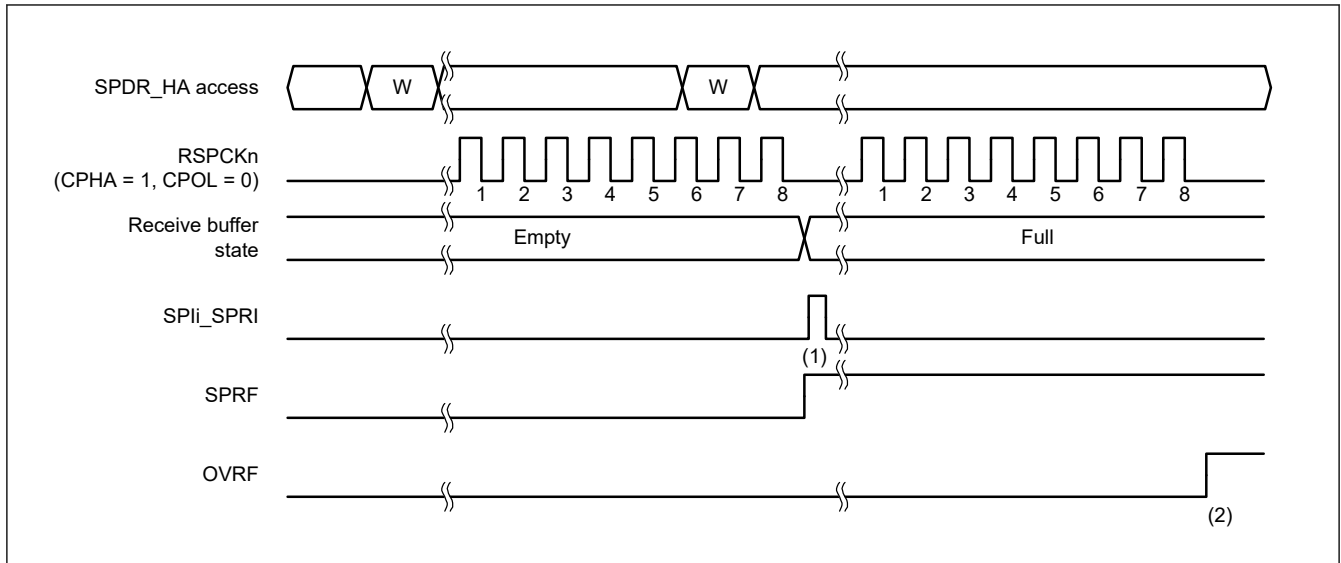 SPDR_HA access
W
W
RSPCKn
(CPHA = 1, CPOL = 0)
1 2 3 4 5 6 7 8
1 2 3 4 5 6 7 8
Receive buffer
state
Empty
Full
SPIi_SPRI
(1)
SPRF
OVRF
(2)